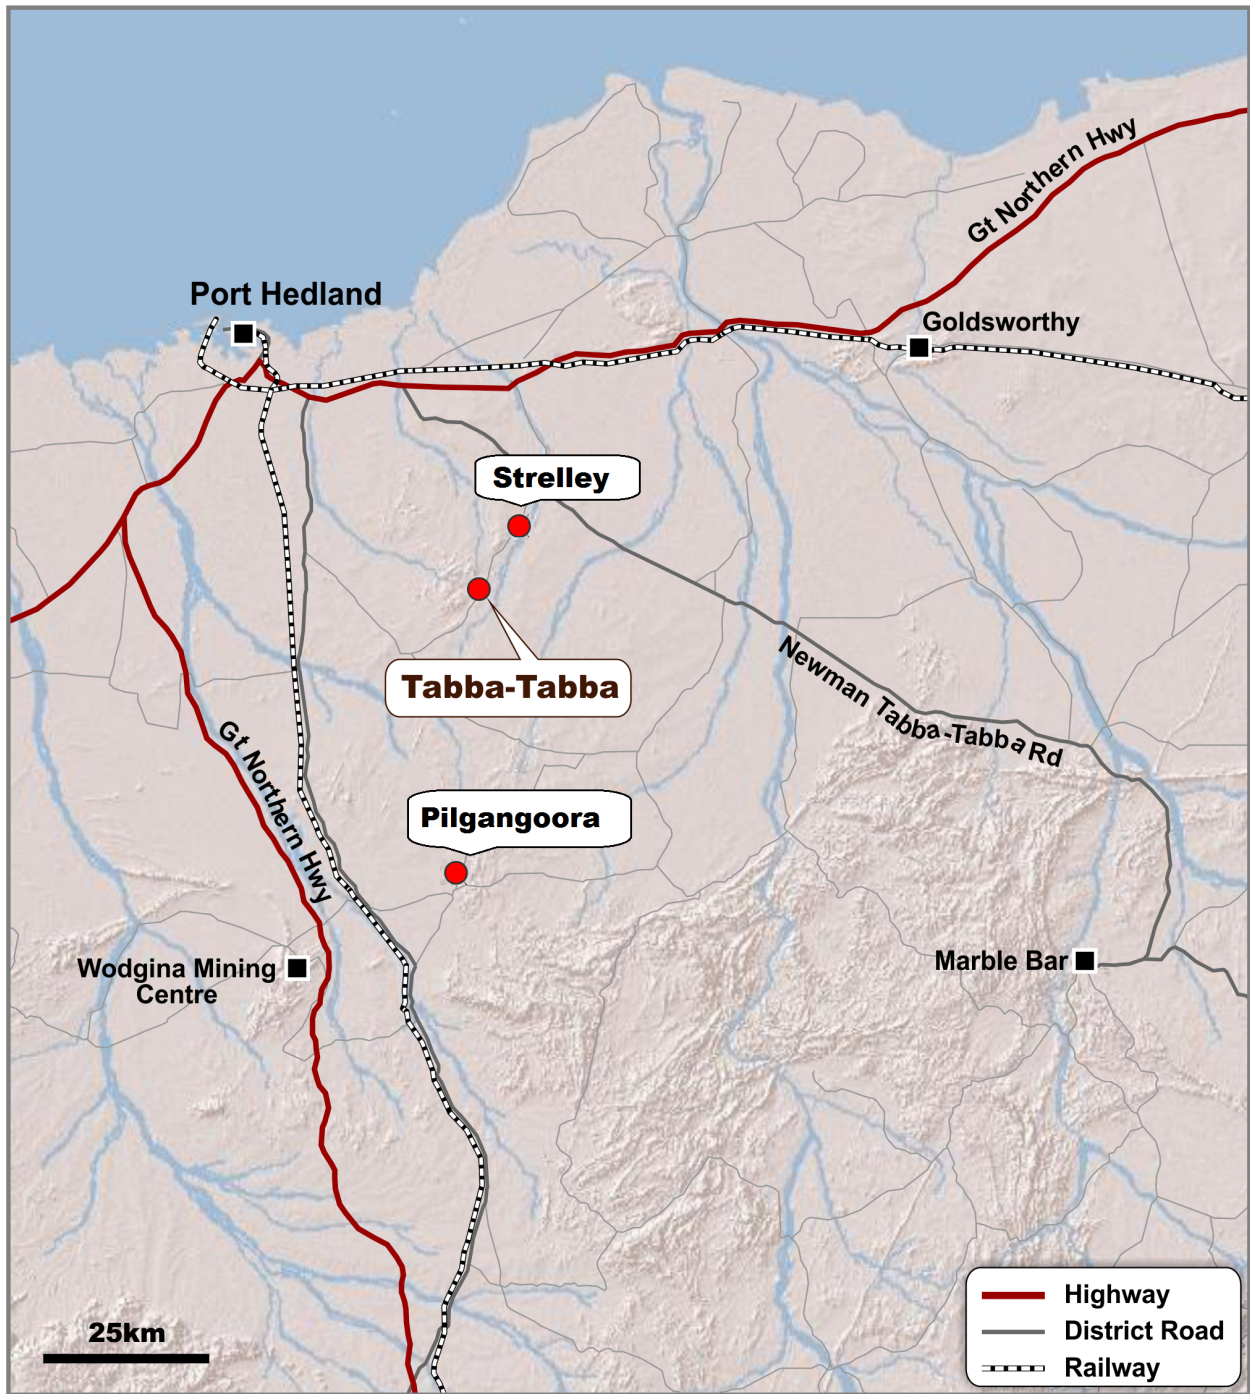 Gt Northern Hwy
Port Hedland
Goldsworthy
Strelley
Tabba-Tabba
Newman Tabba-Tabba Rd
Gt Northern Hwy
Pilgangoora
Wodgina Mining
Centre
Marble Bar
25km
Highway
District Road
Railway